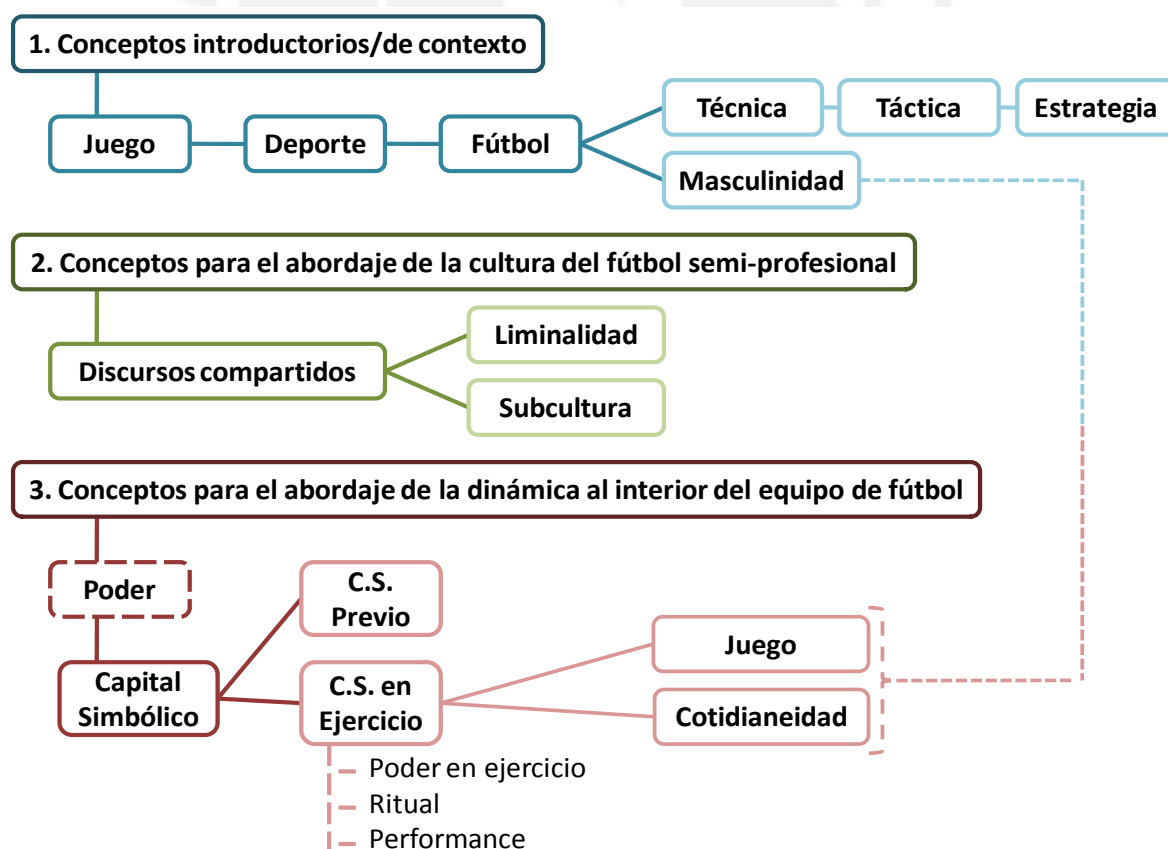 1. Conceptos introductorios/de contexto
Juego
Deporte
Fútbol
Técnica
Táctica
Estrategia
Masculinidad
2. Conceptos para el abordaje de la cultura del fútbol semi-profesional
Discursos compartidos
Liminalidad
Subcultura
3. Conceptos para el abordaje de la dinámica al interior del equipo de fútbol
Poder
Capital
Simbólico
C.S.
Previo
C.S. en
Ejercicio
Juego
Cotidianeidad
Poder en ejercicio
Ritual
Performance